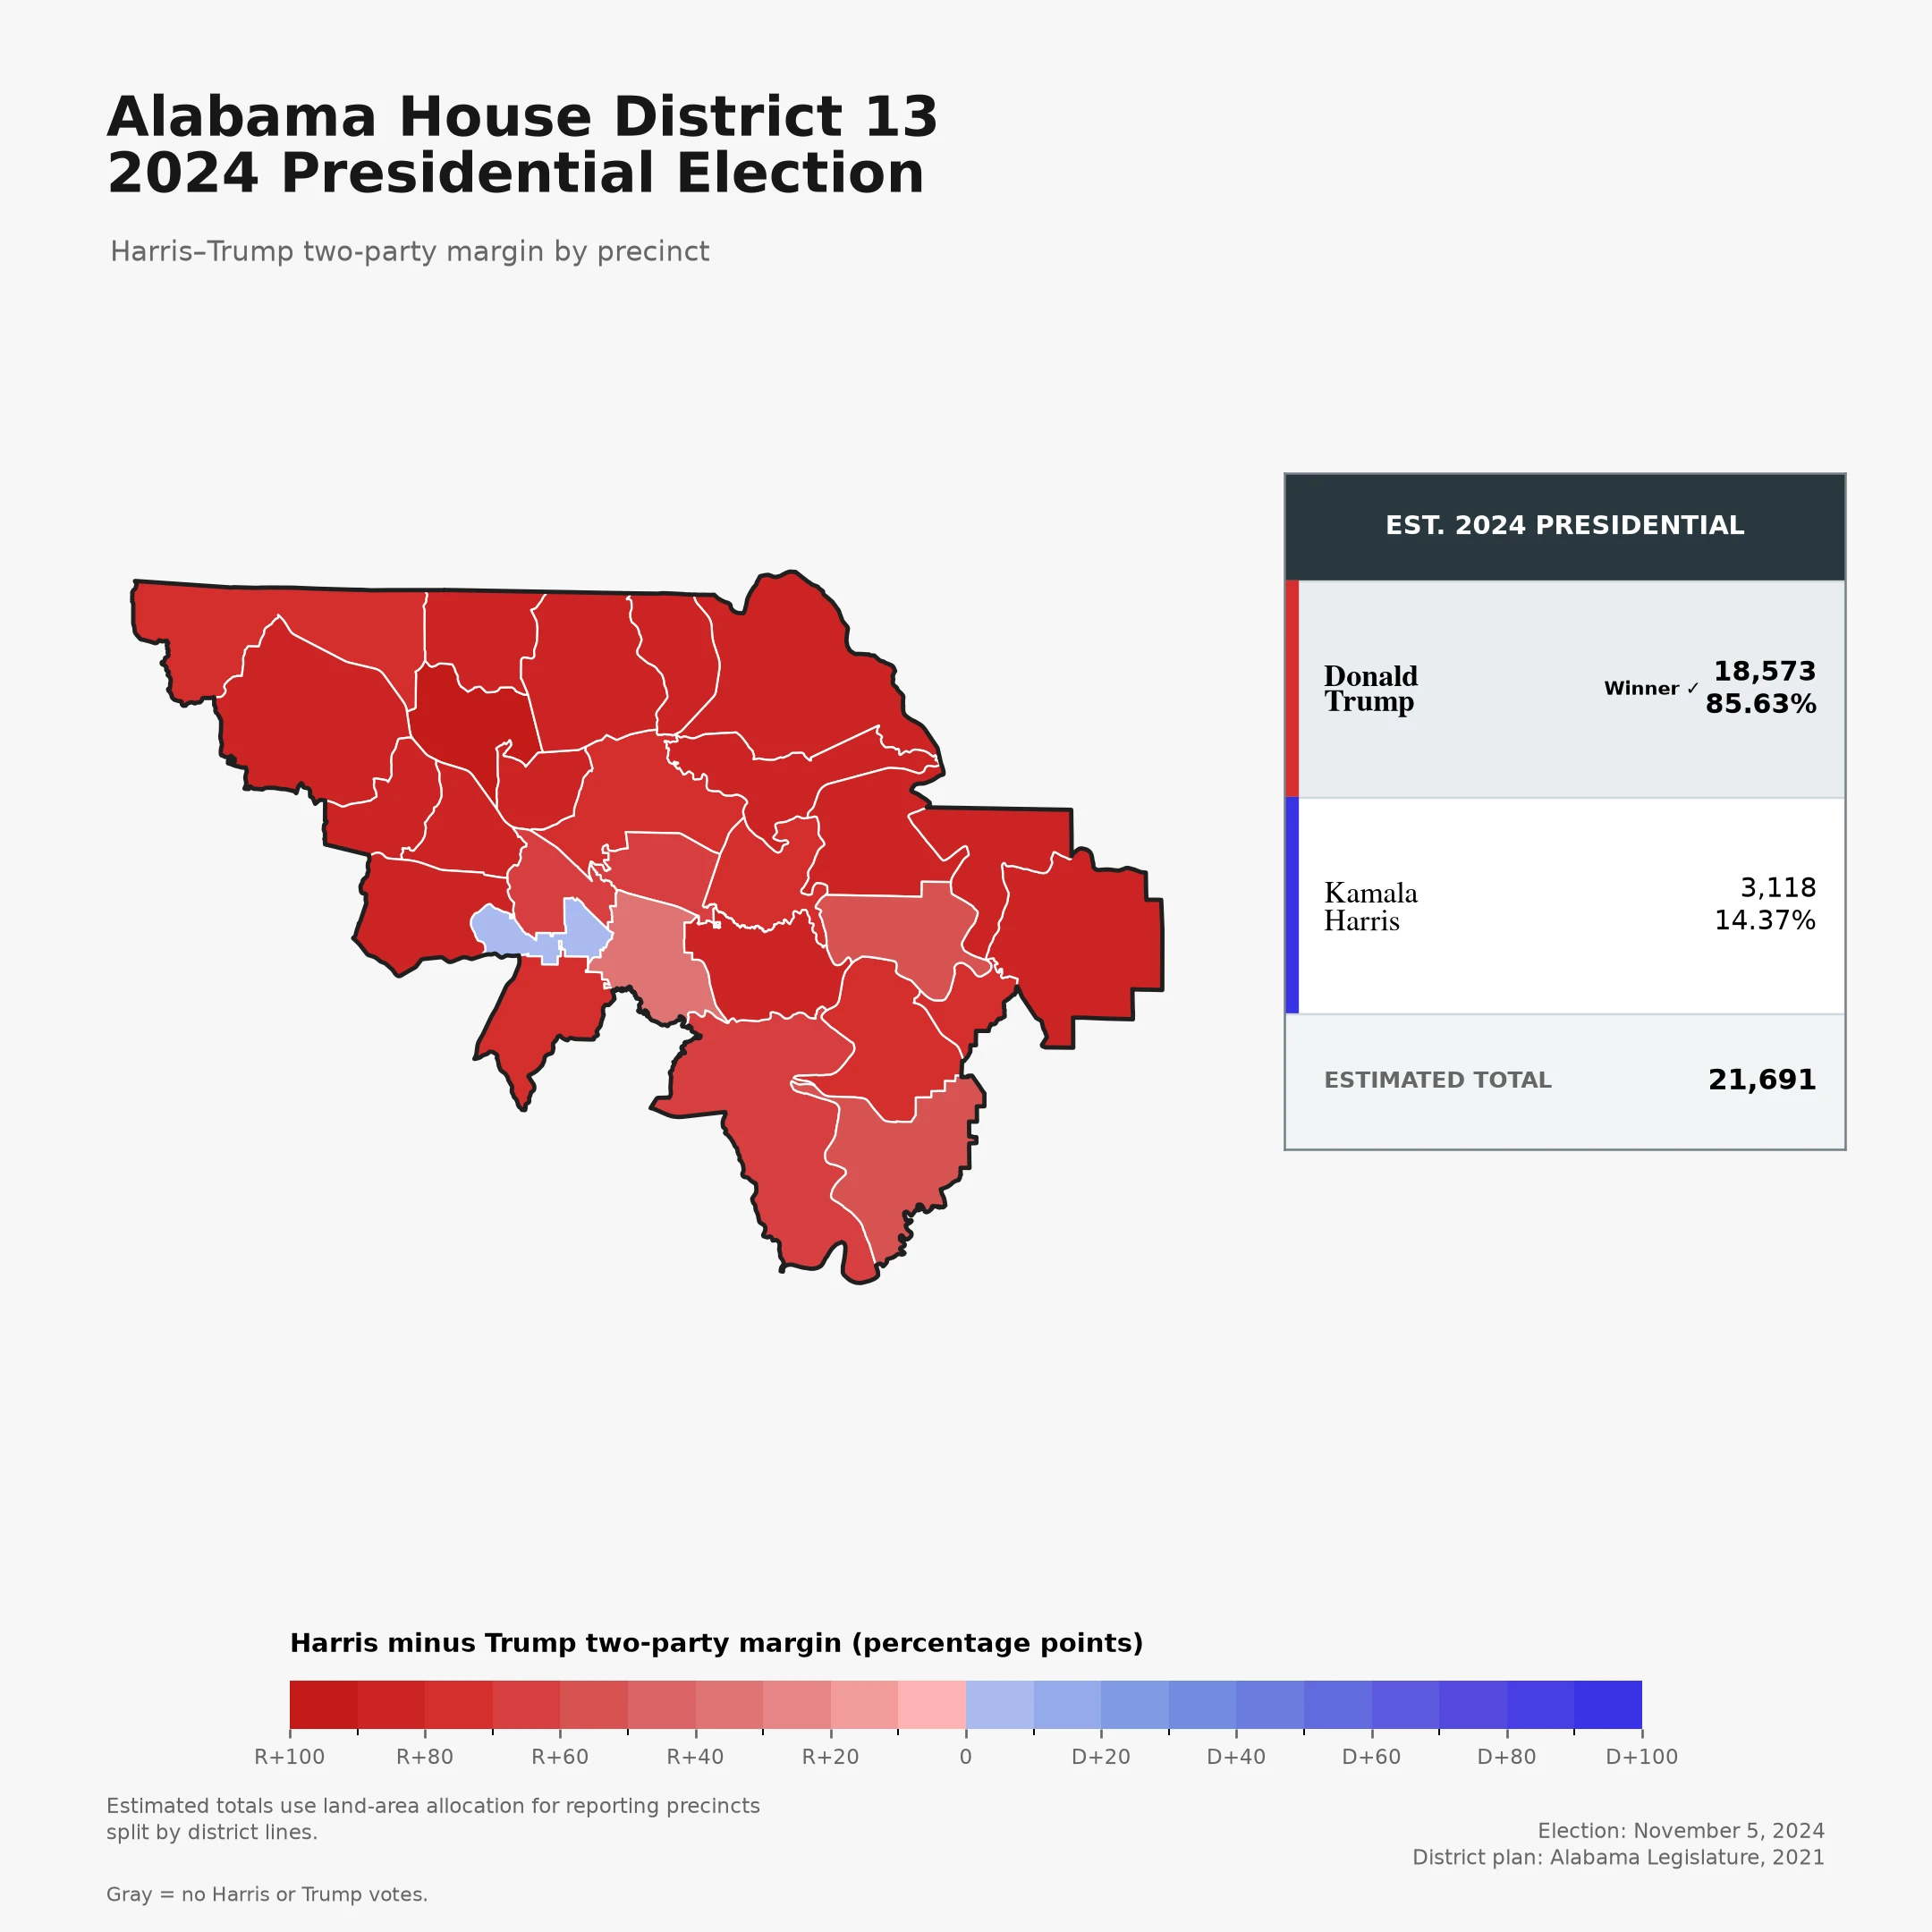 Alabama House District 13
2024 Presidential Election
Harris–Trump two-party margin by precinct
EST. 2024 PRESIDENTIAL
Donald
Trump
Winner ✓
18,573
85.63%
Kamala
Harris
3,118
14.37%
ESTIMATED TOTAL
21,691
Harris minus Trump two-party margin (percentage points)
R+100 R+80 R+60 R+40 R+20 0 D+20 D+40 D+60 D+80 D+100
Estimated totals use land-area allocation for reporting precincts
split by district lines.
Gray = no Harris or Trump votes.
Election: November 5, 2024
District plan: Alabama Legislature, 2021